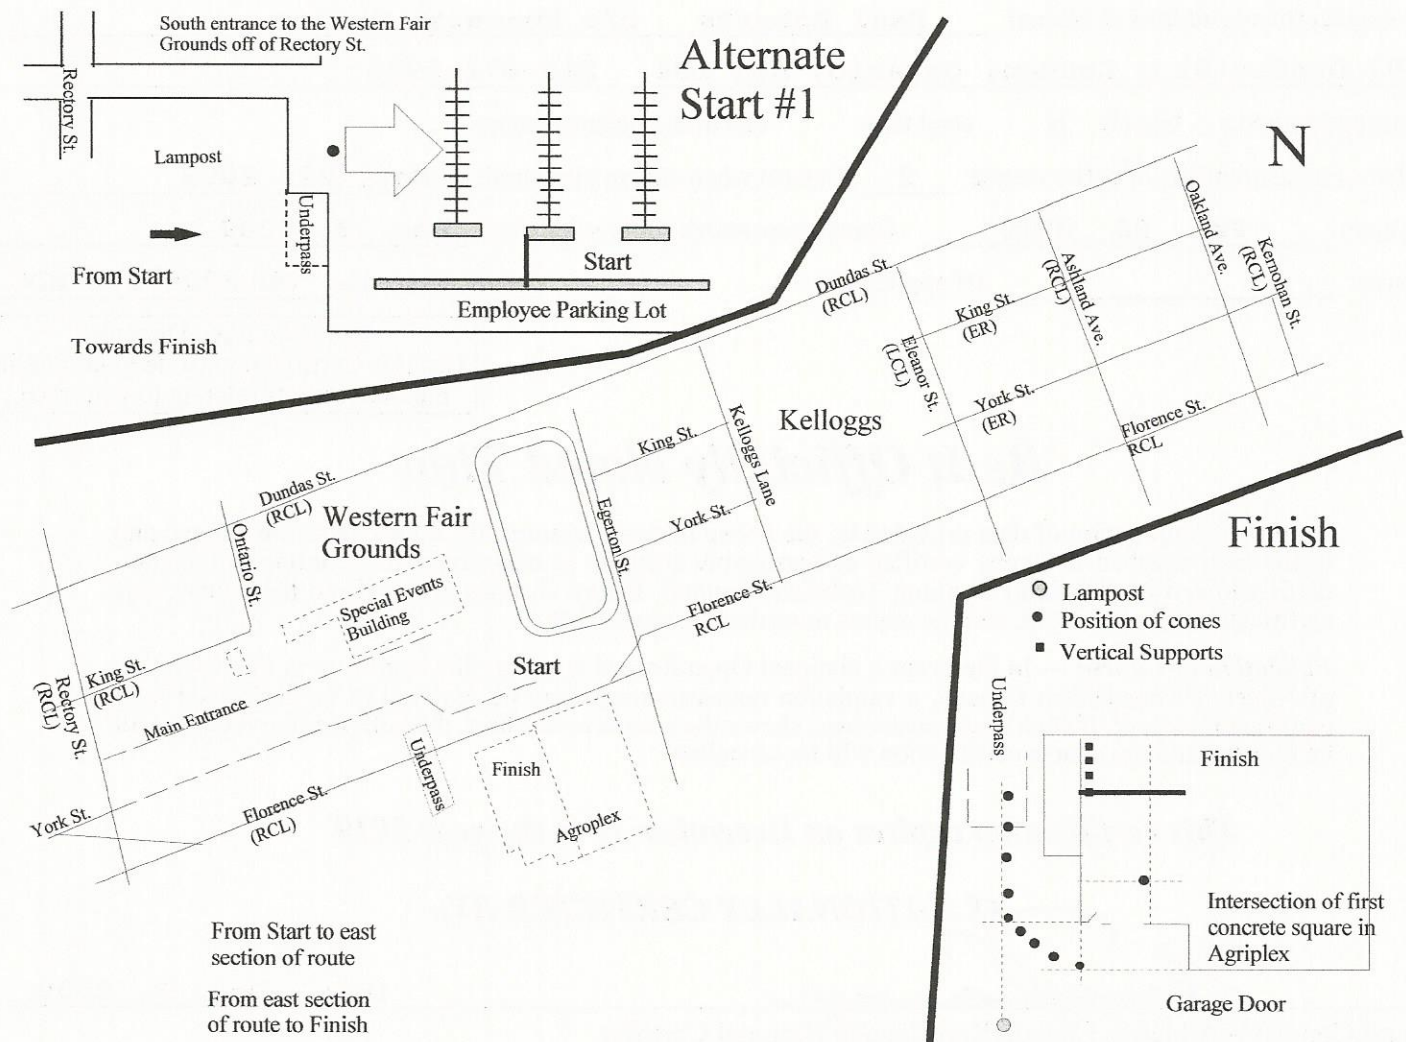 South entrance to the Western Fair
Grounds off of Rectory St.
Rectory St.
Lampost
Underpass
From Start
Towards Finish
Start
Employee Parking Lot
Alternate
Start #1
N
Dundas St.
(RCL)
King St.
(ER)
Eleanor St.
(LCL)
York St.
(ER)
Ashland Ave.
(RCL)
Oakland Ave.
Kernohan St.
(RCL)
Florence St.
RCL
Kelloggs
Kelloggs Lane
King St.
York St.
Egerton St.
Florence St.
RCL
Dundas St.
(RCL)
Western Fair
Grounds
Ontario St.
Special Events
Building
Start
King St.
(RCL)
Rectory St.
(RCL)
Main Entrance
York St.
Florence St.
(RCL)
Underpass
Finish
Agroplex
From Start to east
section of route
From east section
of route to Finish
Finish
Lampost
Position of cones
Vertical Supports
Underpass
Finish
Intersection of first
concrete square in
Agriplex
Garage Door